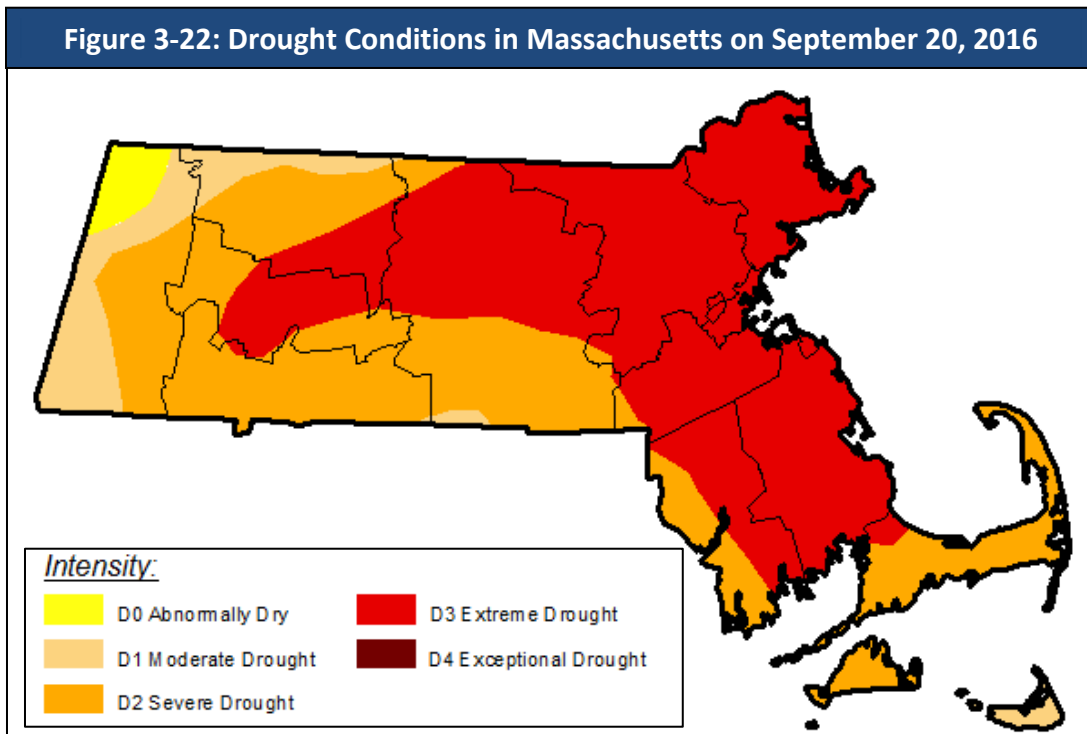 Figure 3-22: Drought Conditions in Massachusetts on September 20, 2016
Intensity:
D0 Abnormally Dry
D1 Moderate Drought
D2 Severe Drought
D3 Extreme Drought
D4 Exceptional Drought